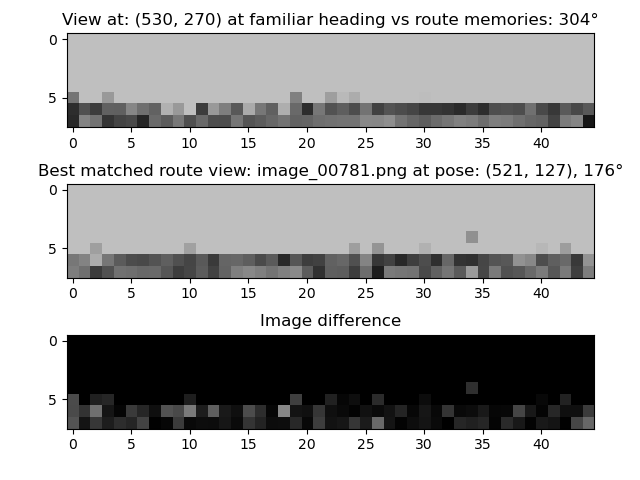 View at: (530, 270) at familiar heading vs route memories: 304°
0
5
0 5 10 15 20 25 30 35 40
Best matched route view: image_00781.png at pose: (521, 127), 176°
0
5
0 5 10 15 20 25 30 35 40
Image difference
0
5
0 5 10 15 20 25 30 35 40